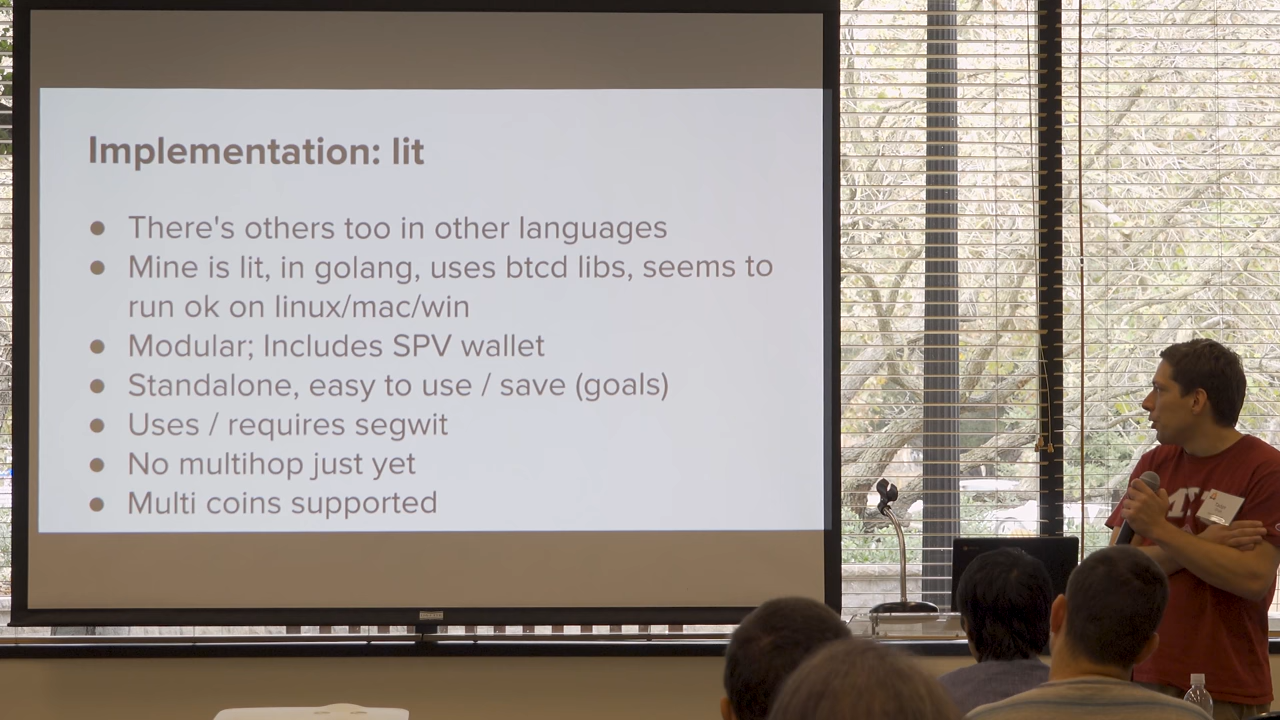 Implementation: lit
● There's others too in other languages
● Mine is lit, in golang, uses btcd libs, seems to
run ok on linux/mac/win
● Modular; Includes SPV wallet
● Standalone, easy to use / save (goals)
● Uses / requires segwit
● No multihop just yet
● Multi coins supported